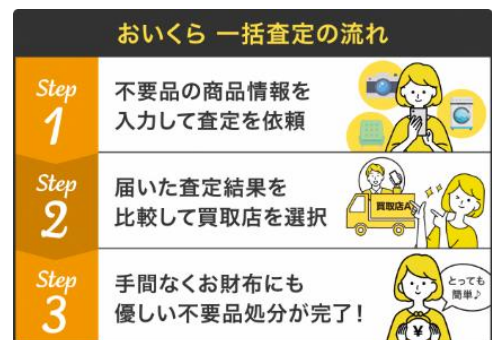 おいくら 一括査定の流れ
Step
1
不要品の商品情報を
入力して査定を依頼
Step
2
届いた査定結果を
比較して買取店を選択
買取店A
Step
3
手間なくお財布にも
優しい不要品処分が完了!
とっても
簡単♪
¥